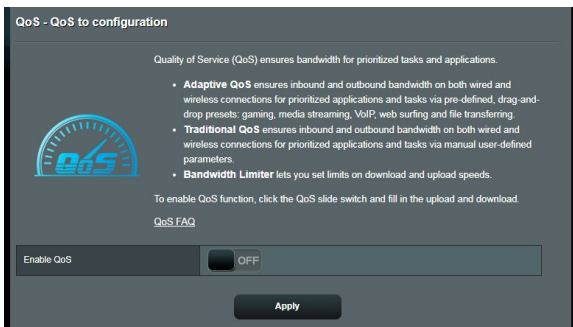 QoS - QoS to configuration
Quality of Service (QoS) ensures bandwidth for prioritized tasks and applications.
• Adaptive QoS ensures inbound and outbound bandwidth on both wired and
wireless connections for prioritized applications and tasks via pre-defined, drag-and-
drop presets: gaming, media streaming, VoIP, web surfing and file transferring.
• Traditional QoS ensures inbound and outbound bandwidth on both wired and
wireless connections for prioritized applications and tasks via manual user-defined
parameters.
• Bandwidth Limiter lets you set limits on download and upload speeds.
QoS
To enable QoS function, click the QoS slide switch and fill in the upload and download.
QoS FAQ
Enable QoS
OFF
Apply